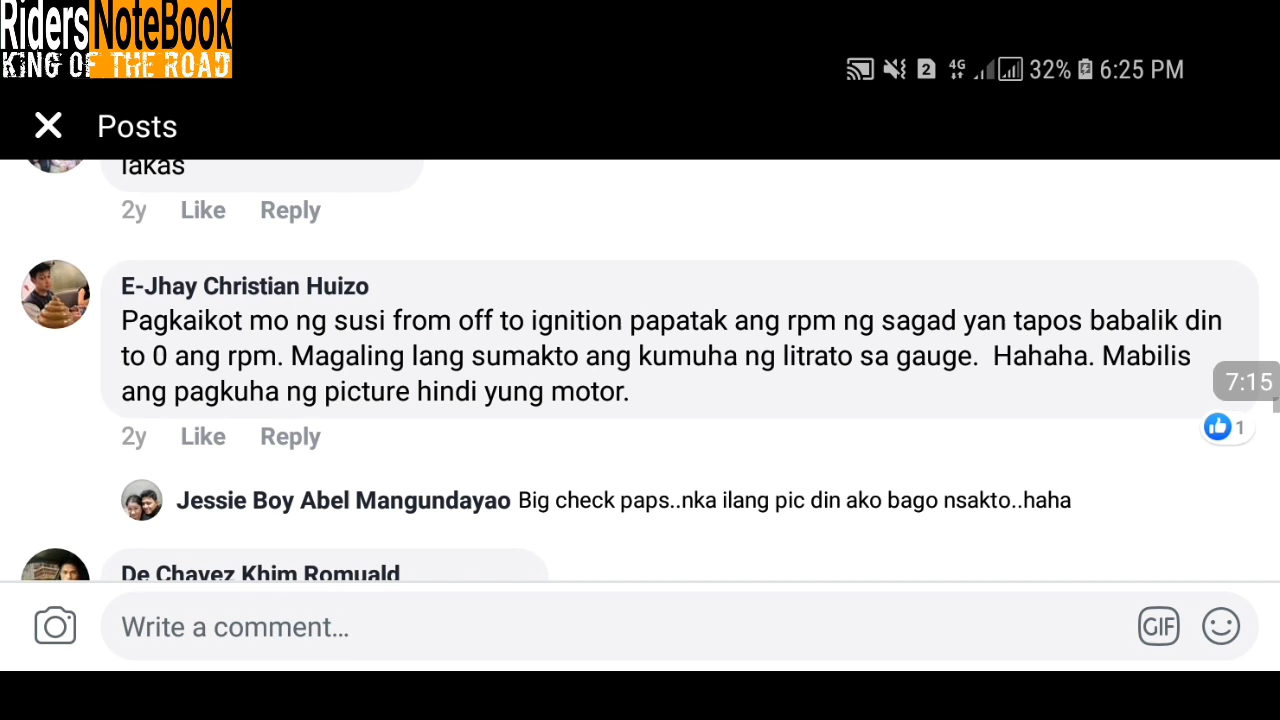 RidersNoteBook
KING OF THE ROAD
2 4G 32% 6:25 PM
Posts
lakas
2y Like Reply
E-Jhay Christian Huizo
Pagkaikot mo ng susi from off to ignition papatak ang rpm ng sagad yan tapos babalik din
to 0 ang rpm. Magaling lang sumakto ang kumuha ng litrato sa gauge. Hahaha. Mabilis
ang pagkuha ng picture hindi yung motor.
7:15
1
2y Like Reply
Jessie Boy Abel Mangundayao Big check paps..nka ilang pic din ako bago nsakto..haha
De Chavez Khim Romuald
Write a comment...
GIF